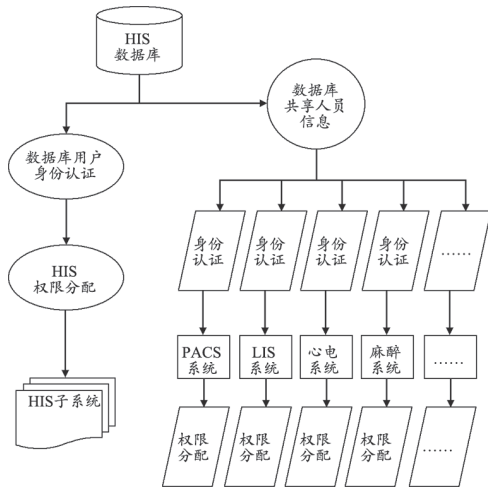 HIS
数据库
数据库
共享人员
信息
数据库用户
身份认证
身份
认证
身份
认证
身份
认证
身份
认证
……
HIS
权限分配
PACS
系统
LIS
系统
心电
系统
麻醉
系统
……
HIS子系统
权限
分配
权限
分配
权限
分配
权限
分配
……